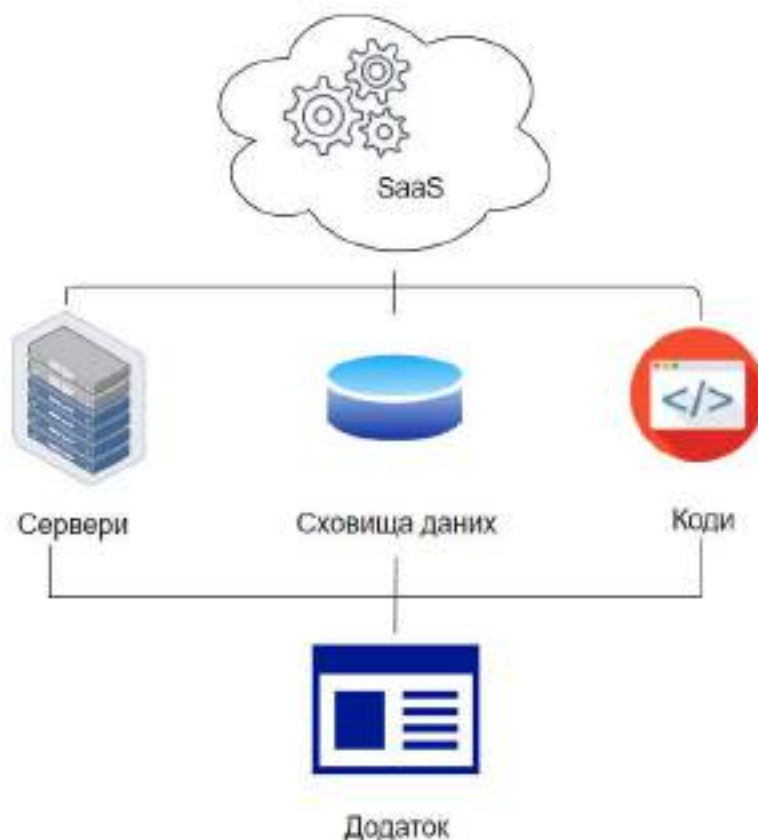 SaaS
Сервери
Сховища даних
Коди
</>
Додаток